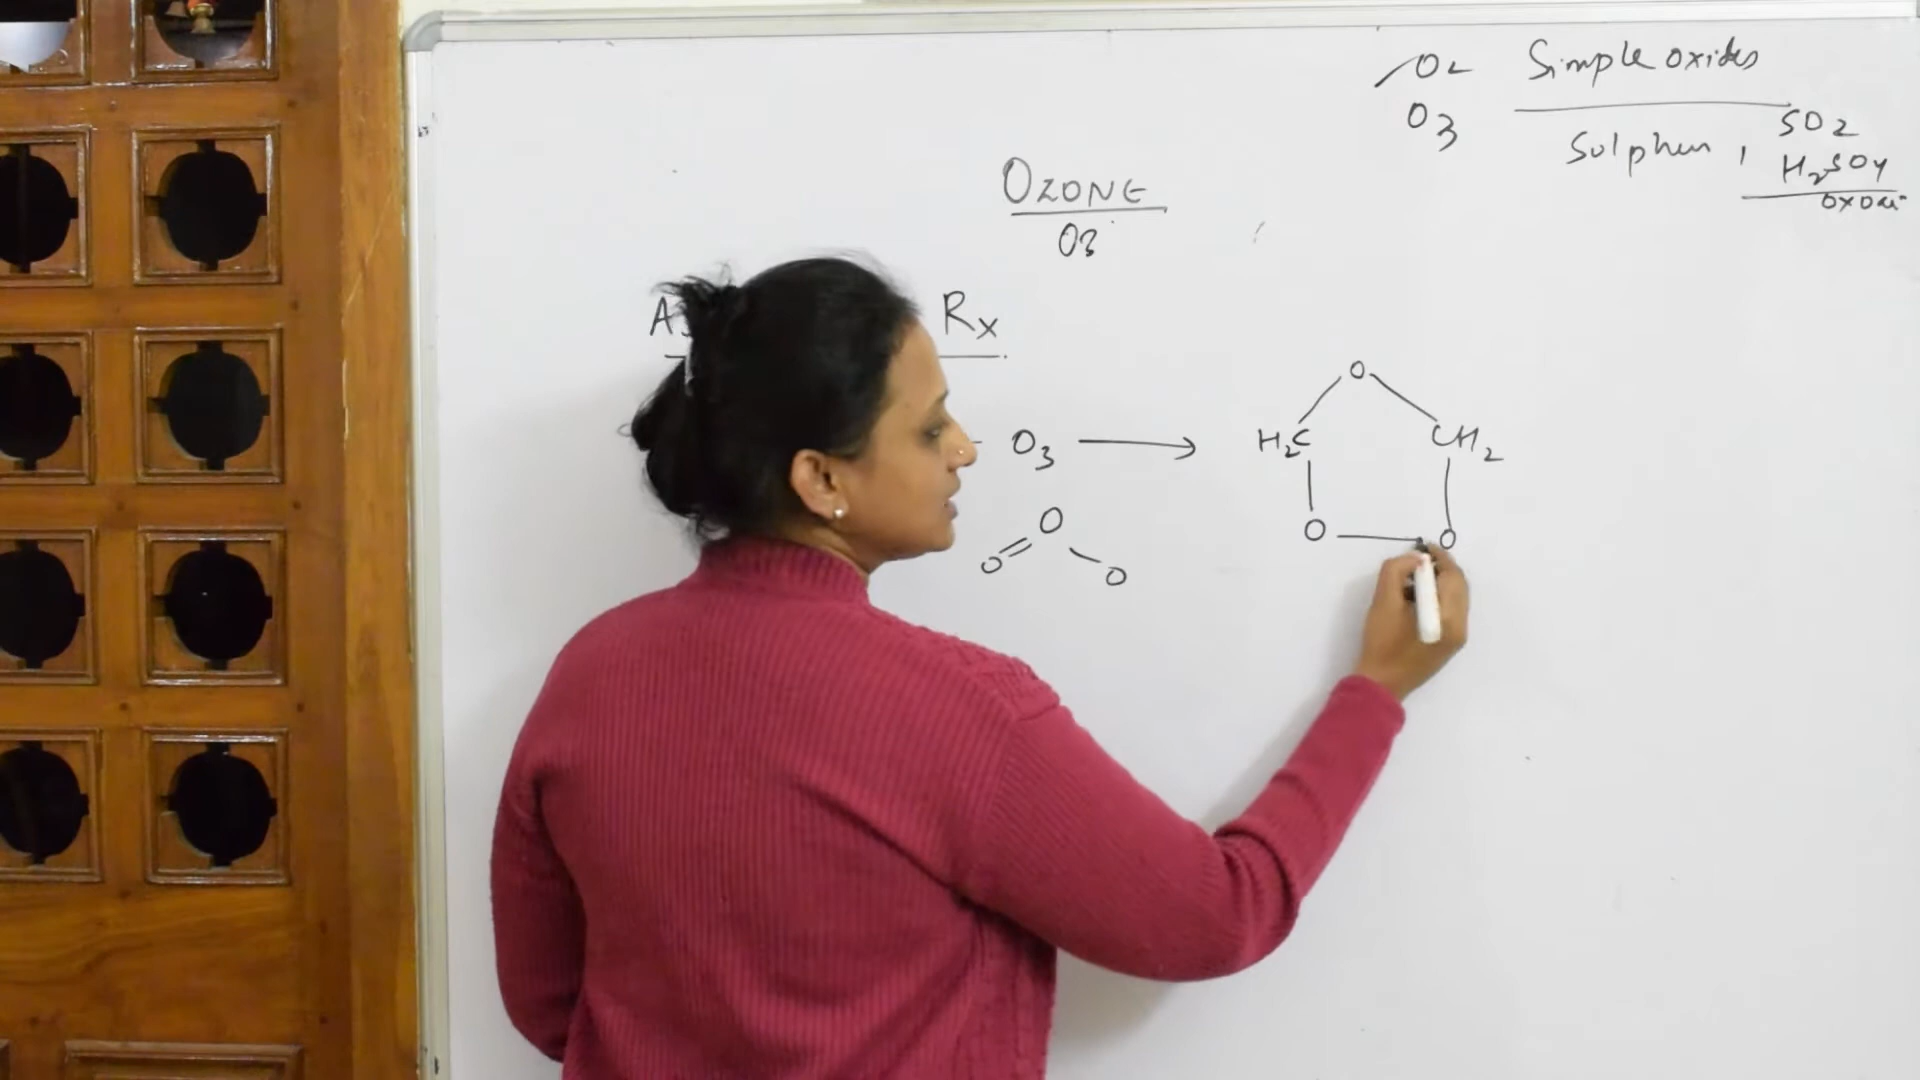 O2 Simple oxides
O3
Sulphur, SO2
H2SO4
OZONE
O3
Rx
O3 ⟶
O
H2C CH2
O O
O
O O